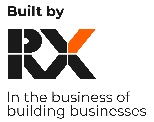 Built by
RX
In the business of
building businesses